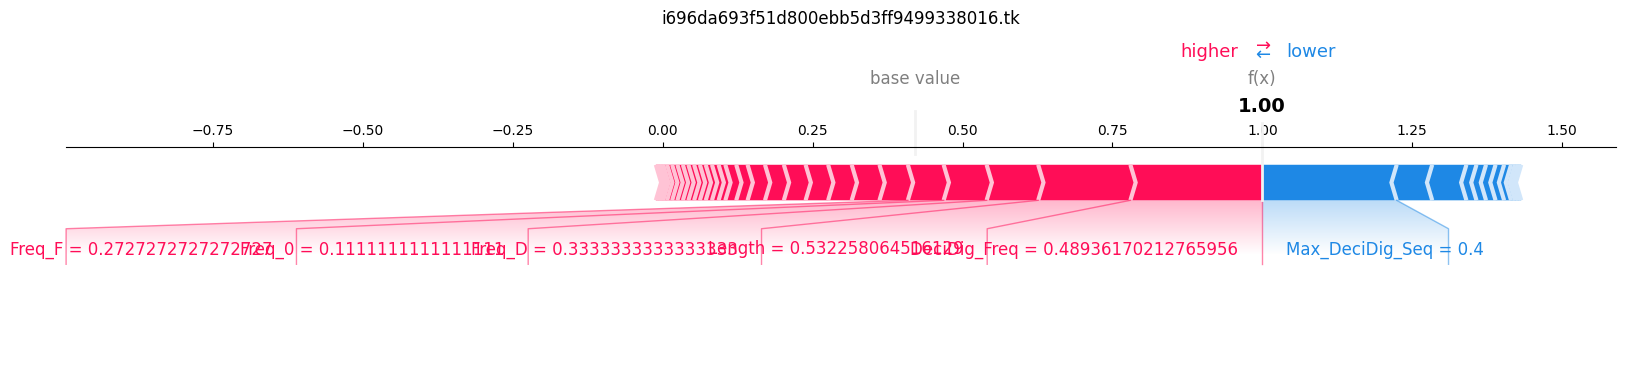 i696da693f51d800ebb5d3ff9499338016.tk
higher ⇄ lower
base value f(x)
1.00
−0.75 −0.50 −0.25 0.00 0.25 0.50 0.75 1.00 1.25 1.50
Freq_F = 0.2727272727272727 Freq_0 = 0.1111111111111111 Freq_D = 0.3333333333333333 Length = 0.532258064516129 DeciDig_Freq = 0.48936170212765956 Max_DeciDig_Seq = 0.4